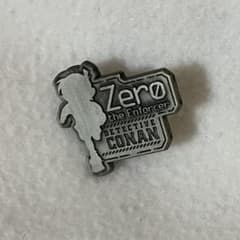 Zerø
the Enforcer
DETECTIVE
CONAN